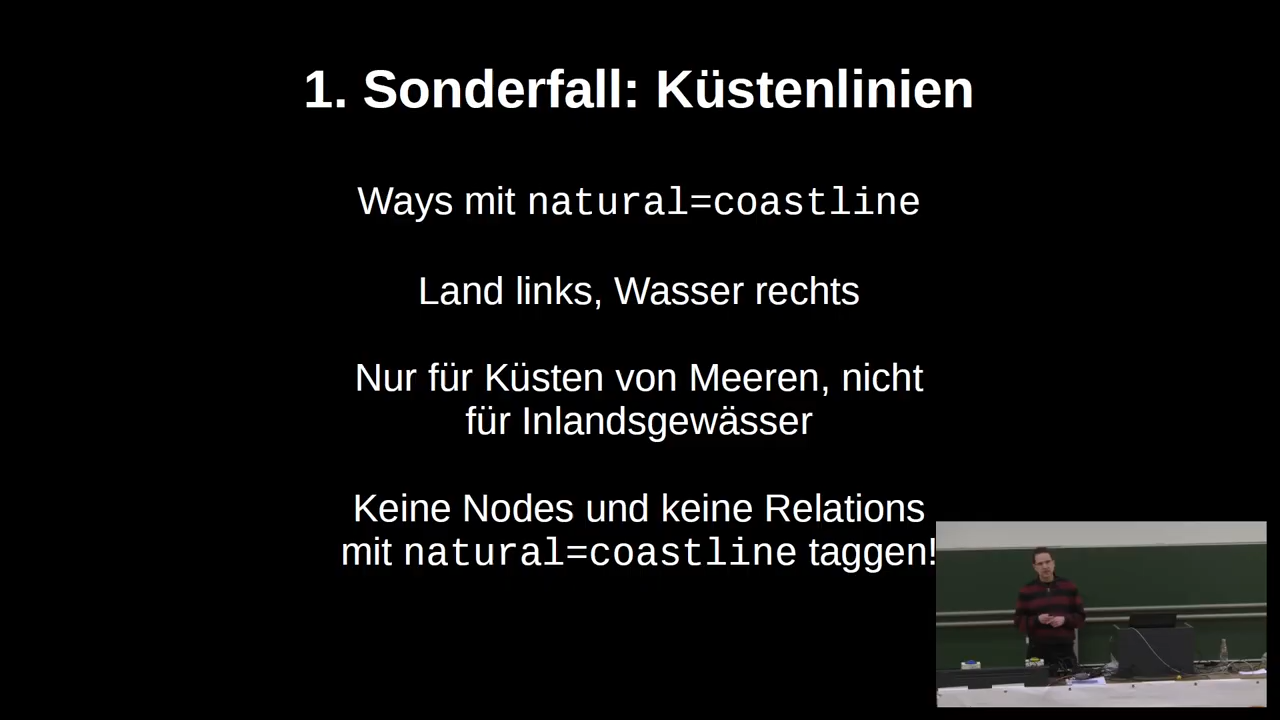 1. Sonderfall: Küstenlinien
Ways mit natural=coastline
Land links, Wasser rechts
Nur für Küsten von Meeren, nicht
für Inlandsgewässer
Keine Nodes und keine Relations
mit natural=coastline taggen!